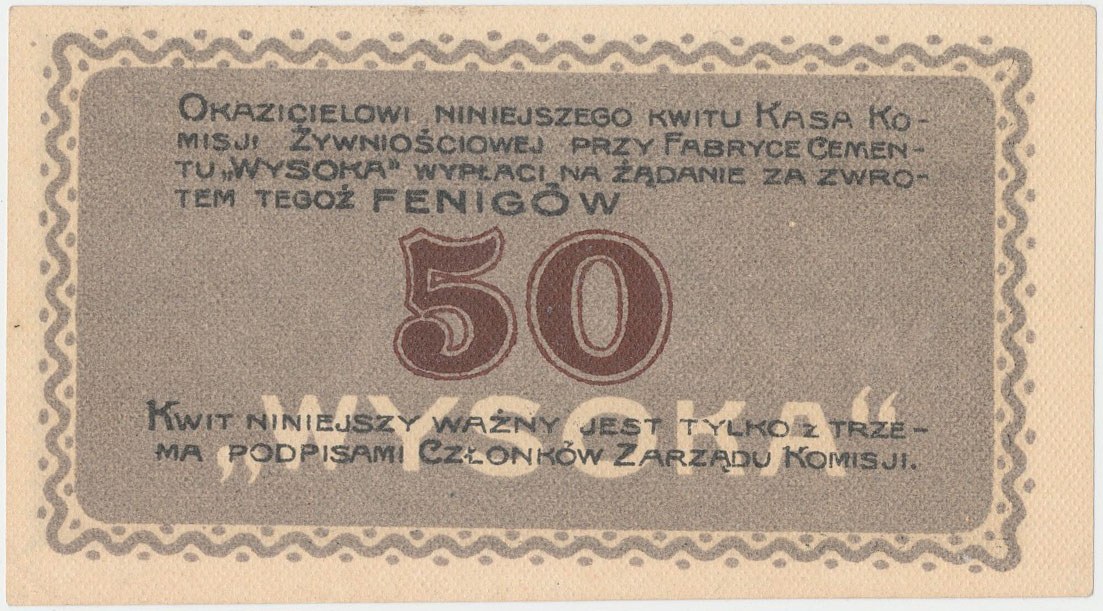 Okazicielowi niniejszego kwitu Kasa Ko-
misji Żywniościowej przy Fabryce Cemen-
tu „Wysoka” wypłaci na żądanie za zwro-
tem tegoż FENIGÓW
50
„WYSOKA“
Kwit niniejszy ważny jest tylko z trze-
ma podpisami Członków Zarządu Komisji.